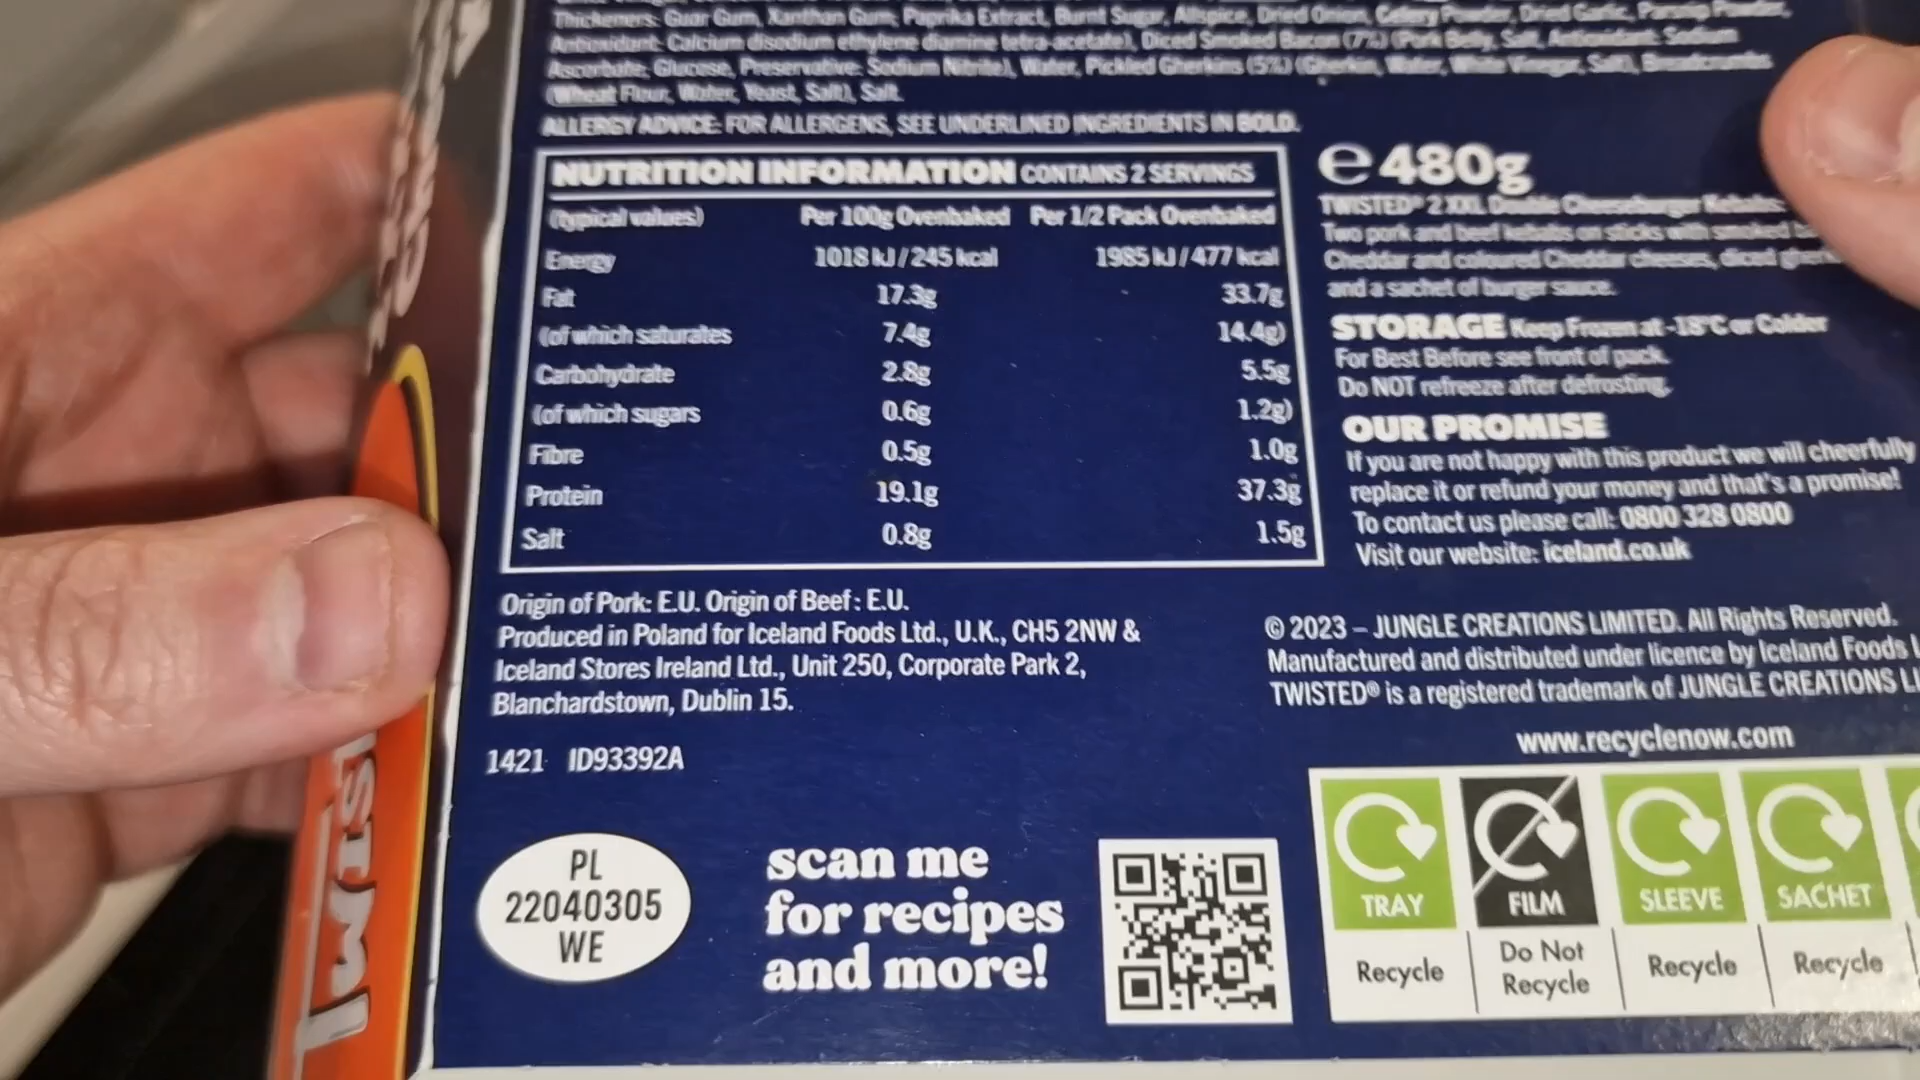 Thickeners: Guar Gum, Xanthan Gum; Paprika Extract, Burnt Sugar, Allspice, Dried Onion, Celery Powder, Dried Garlic, Parsnip Powder,
Antioxidant: Calcium disodium ethylene diamine tetra-acetate), Diced Smoked Bacon (7%) (Pork Belly, Salt, Antioxidant: Sodium
Ascorbate; Glucose, Preservative: Sodium Nitrite), Water, Pickled Gherkins (5%) (Gherkin, Water, White Vinegar, Salt), Breadcrumbs
(Wheat Flour, Water, Yeast, Salt), Salt.
ALLERGY ADVICE: FOR ALLERGENS, SEE UNDERLINED INGREDIENTS IN BOLD.
NUTRITION INFORMATION CONTAINS 2 SERVINGS
(typical values) Per 100g Ovenbaked Per 1/2 Pack Ovenbaked
Energy 1018 kJ / 245 kcal 1985 kJ / 477 kcal
Fat 17.3g 33.7g
(of which saturates 7.4g 14.4g)
Carbohydrate 2.8g 5.5g
(of which sugars 0.6g 1.2g)
Fibre 0.5g 1.0g
Protein 19.1g 37.3g
Salt 0.8g 1.5g
e 480g
TWISTED® 2 XXL Double Cheeseburger Kebabs
Two pork and beef kebabs on sticks with smoked
Cheddar and coloured Cheddar cheeses, diced
and a sachet of burger sauce.
STORAGE Keep Frozen at -18°C or Colder
For Best Before see front of pack.
Do NOT refreeze after defrosting.
OUR PROMISE
If you are not happy with this product we will cheerfully
replace it or refund your money and that's a promise!
To contact us please call: 0800 328 0800
Visit our website: iceland.co.uk
Origin of Pork: E.U. Origin of Beef: E.U.
Produced in Poland for Iceland Foods Ltd., U.K., CH5 2NW &
Iceland Stores Ireland Ltd., Unit 250, Corporate Park 2,
Blanchardstown, Dublin 15.
1421 ID93392A
© 2023 – JUNGLE CREATIONS LIMITED. All Rights Reserved.
Manufactured and distributed under licence by Iceland Foods
TWISTED® is a registered trademark of JUNGLE CREATIONS
www.recyclenow.com
PL
22040305
WE
scan me
for recipes
and more!
TRAY
Recycle
FILM
Do Not
Recycle
SLEEVE
Recycle
SACHET
Recycle